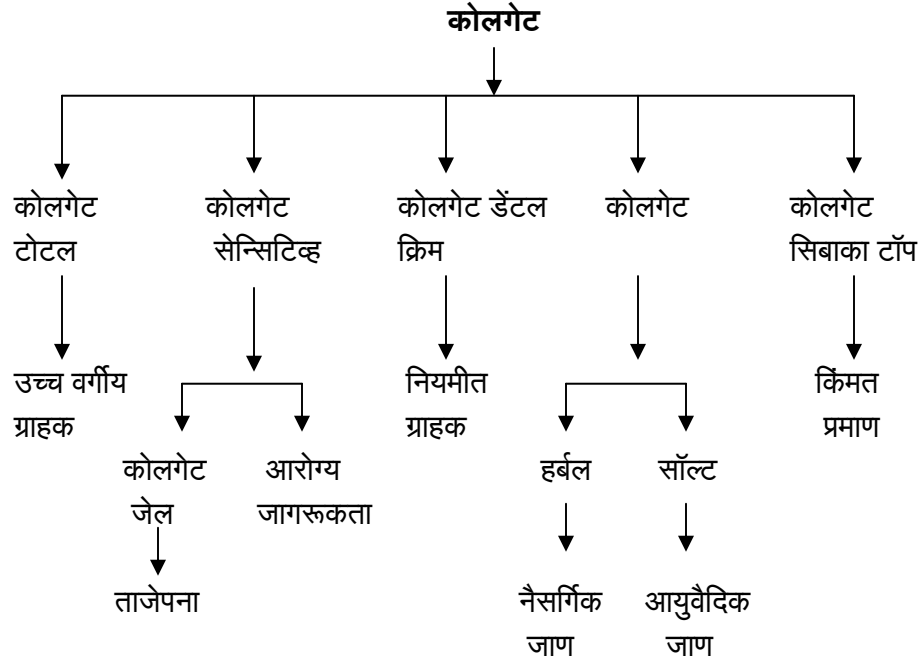 कोलगेट
कोलगेट कोलगेट कोलगेट डेंटल कोलगेट कोलगेट
टोटल सेन्सिटिव्ह क्रिम सिबाका टॉप
उच्च वर्गीय नियमीत किंमत
ग्राहक ग्राहक प्रमाण
कोलगेट आरोग्य हर्बल सॉल्ट
जेल जागरूकता
ताजेपना नैसर्गिक आयुवैदिक
जाण जाण